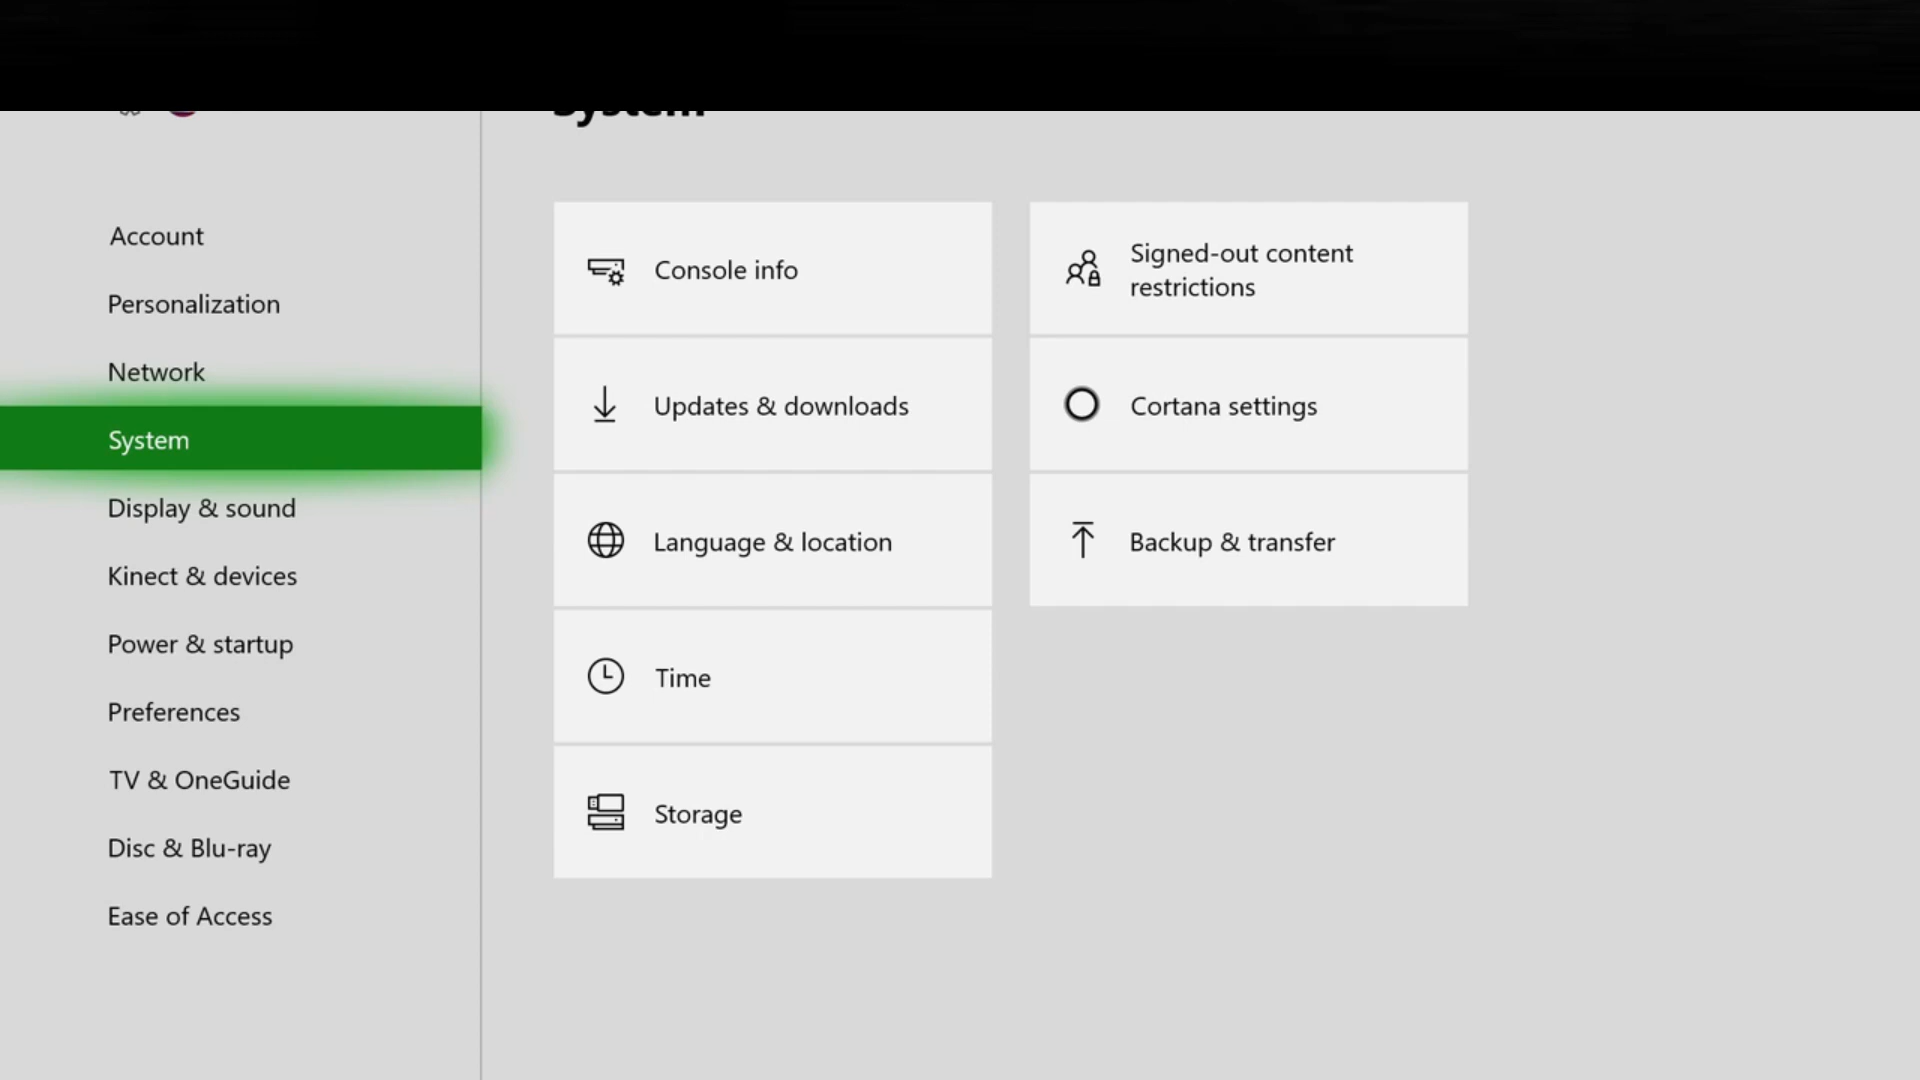 System
Account
Personalization
Network
System
Display & sound
Kinect & devices
Power & startup
Preferences
TV & OneGuide
Disc & Blu-ray
Ease of Access
Console info
Updates & downloads
Language & location
Time
Storage
Signed-out content
restrictions
Cortana settings
Backup & transfer